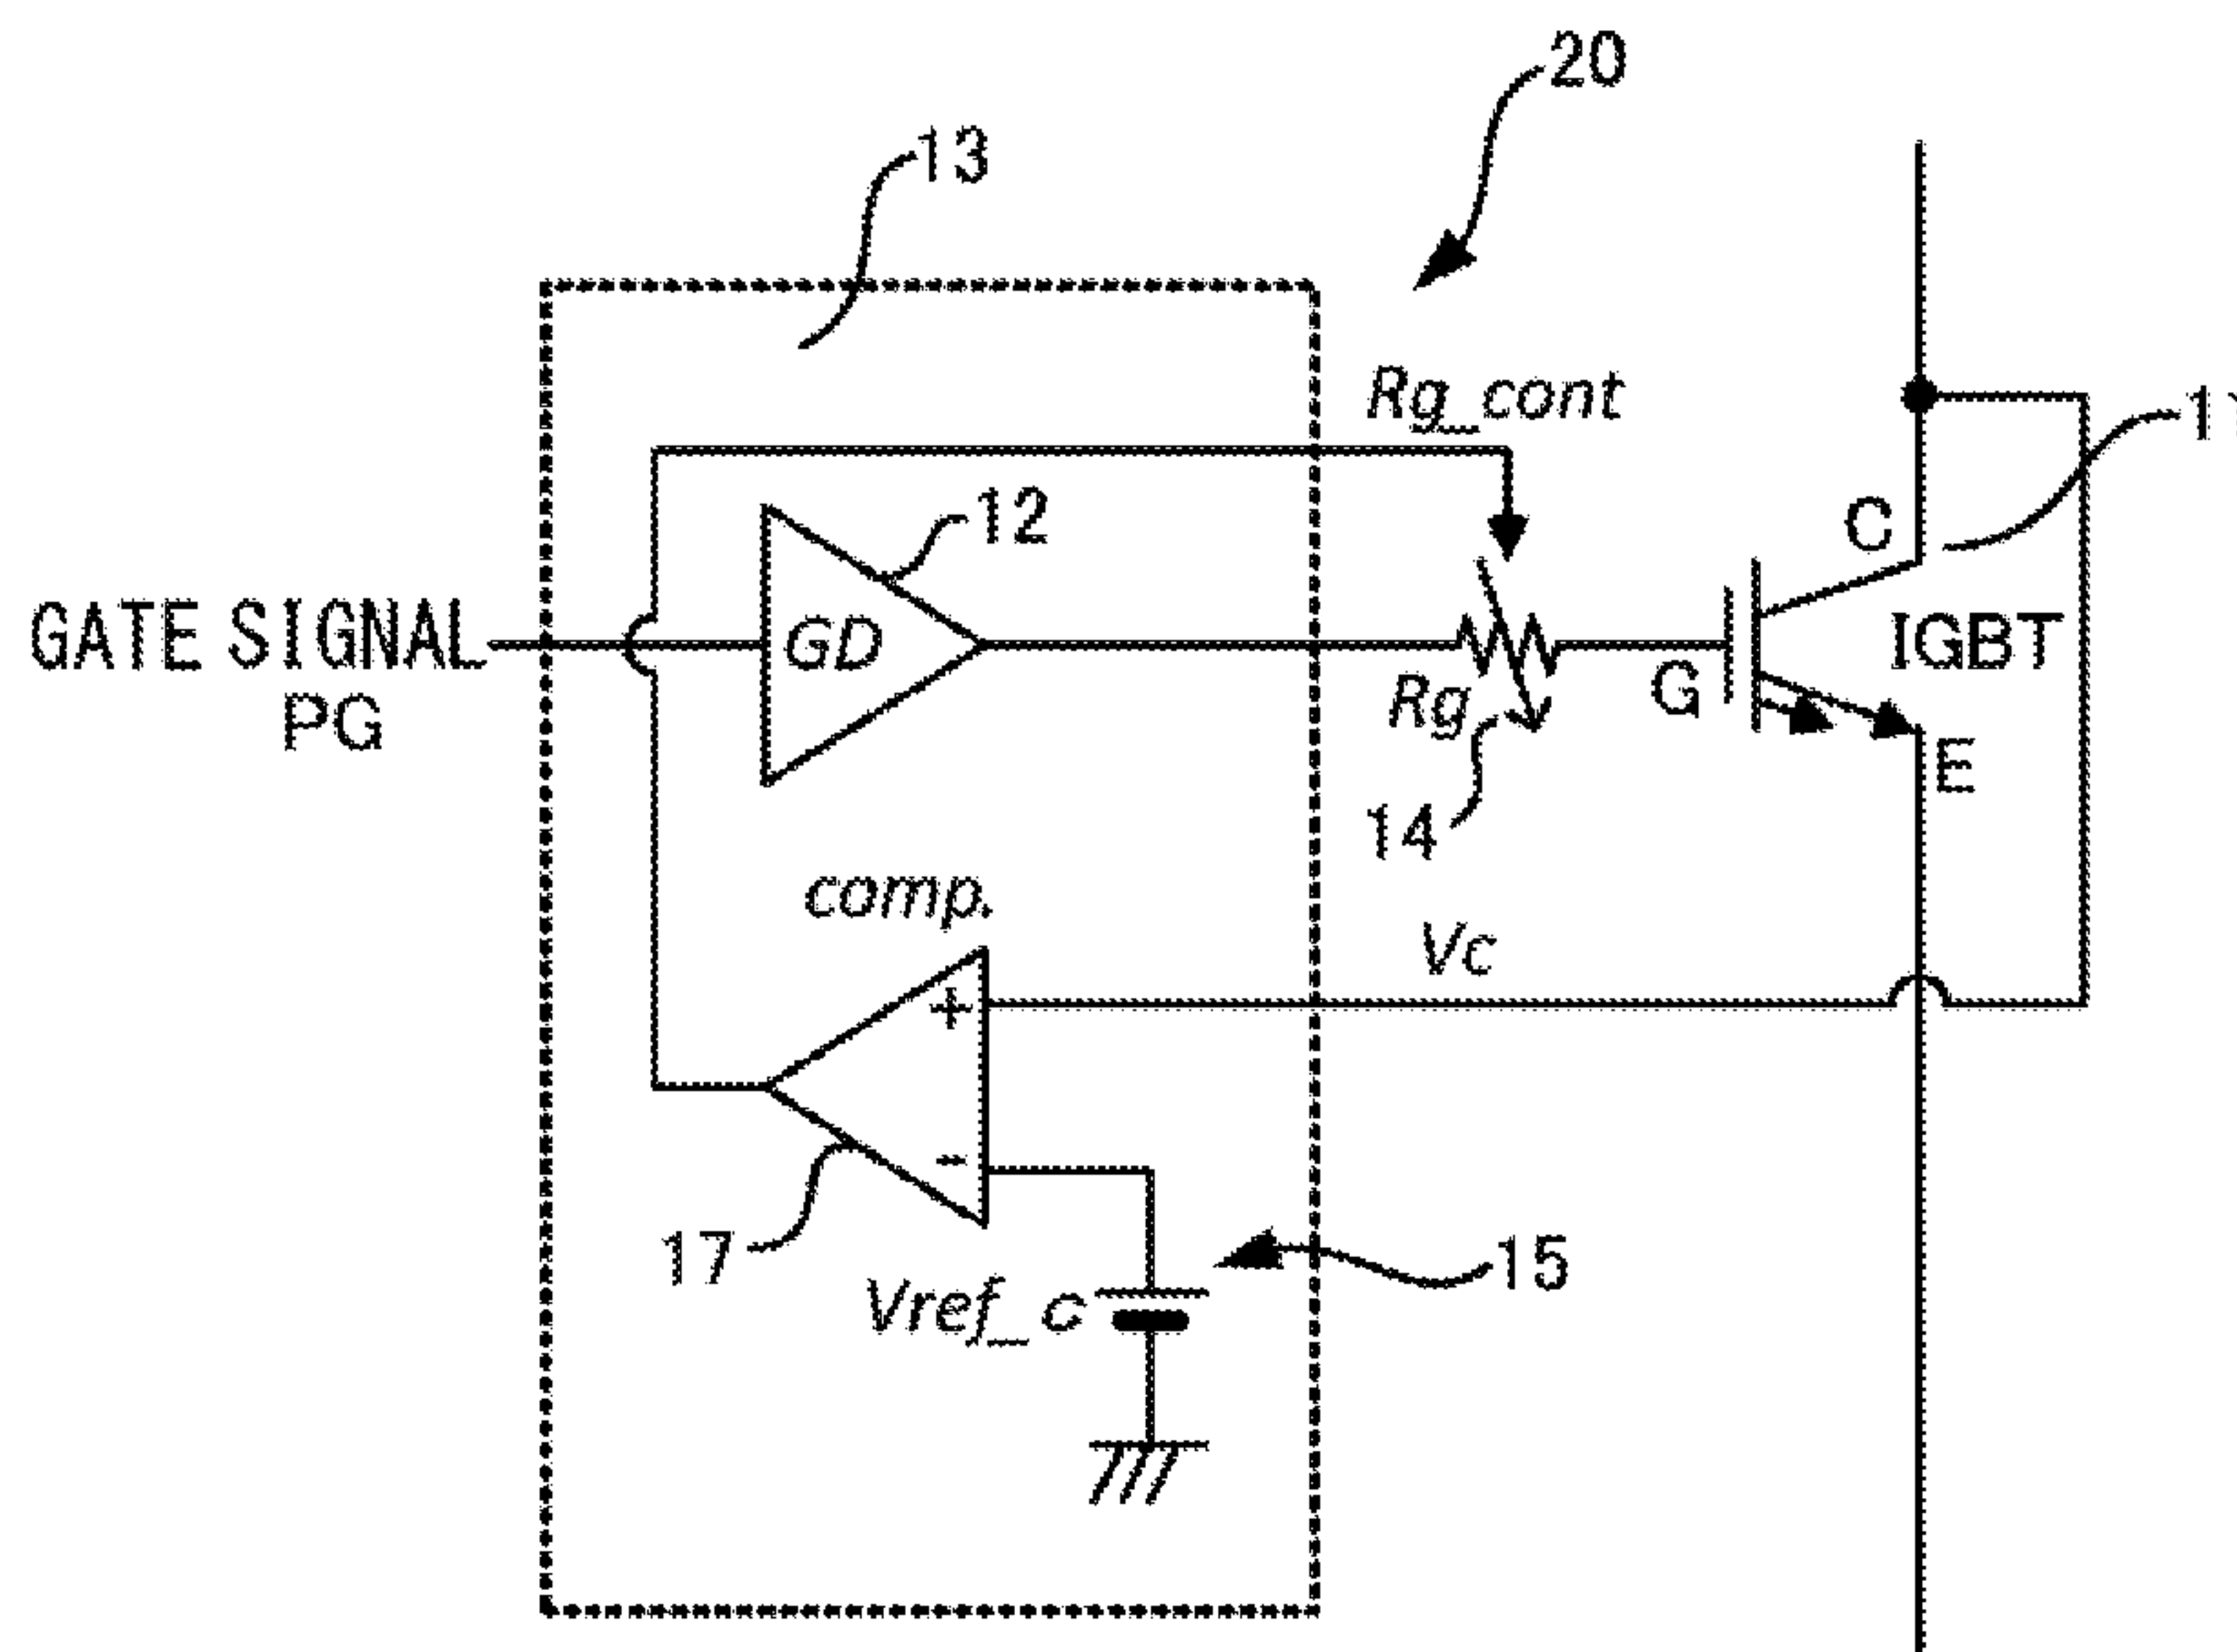 20
13
Rg_cont
C
12
GATE SIGNAL
PG
GD
IGBT
G
Rg
E
14
comp.
Vc
+
-
17
15
Vref_c